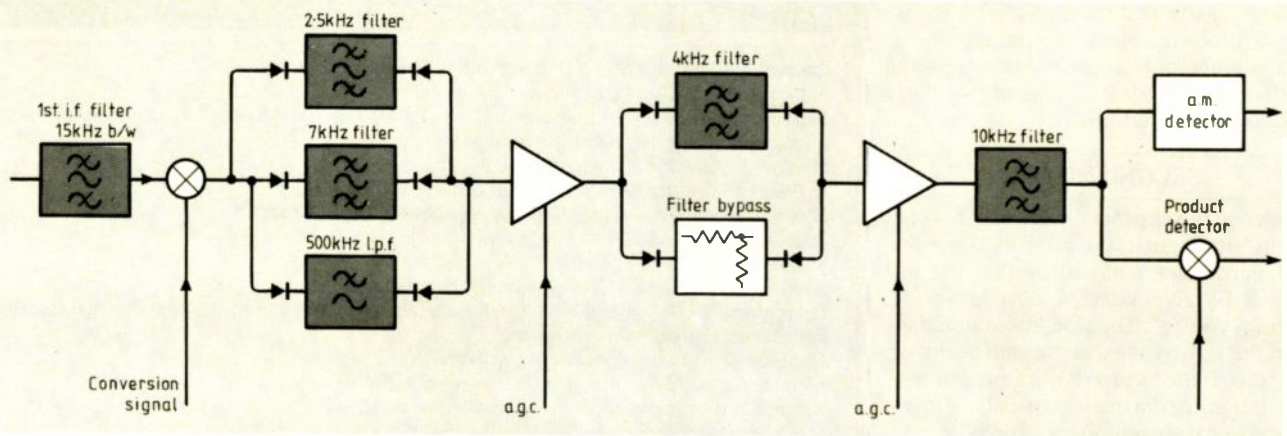 1st. i.f. filter
15kHz b/w
Conversion
signal
2·5kHz filter
7kHz filter
500kHz l.p.f.
a.g.c.
4kHz filter
Filter bypass
a.g.c.
10kHz filter
a.m.
detector
Product
detector